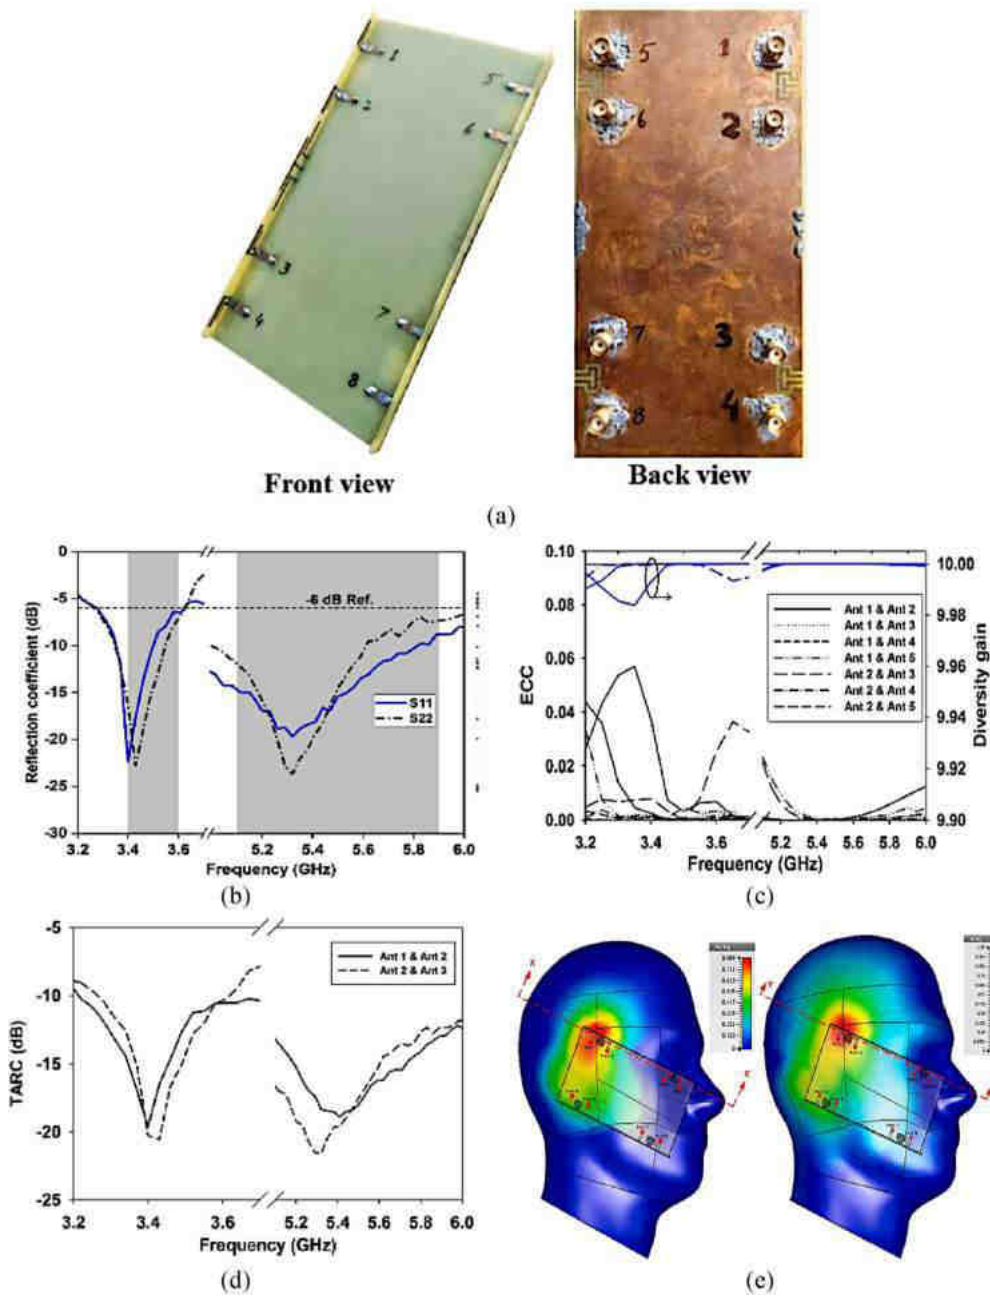 1
2
3
4
5
6
7
8
5
1
6
2
7
3
8
4
Front view
Back view
(a)
Reflection coefficient (dB)
0
-5
-10
-15
-20
-25
-30
-6 dB Ref.
S11
S22
3.2 3.4 3.6 5.2 5.4 5.6 5.8 6.0
Frequency (GHz)
(b)
ECC
0.10
0.08
0.06
0.04
0.02
0.00
10.00
9.98
9.96
9.94
9.92
9.90
Diversity gain
Ant 1 & Ant 2
Ant 1 & Ant 3
Ant 1 & Ant 4
Ant 1 & Ant 5
Ant 2 & Ant 3
Ant 2 & Ant 4
Ant 2 & Ant 5
3.2 3.4 5.2 5.4 5.6 5.8 6.0
Frequency (GHz)
(c)
TARC (dB)
-5
-10
-15
-20
-25
Ant 1 & Ant 2
Ant 2 & Ant 3
3.2 3.4 3.6 5.2 5.4 5.6 5.8 6.0
Frequency (GHz)
(d)
(e)